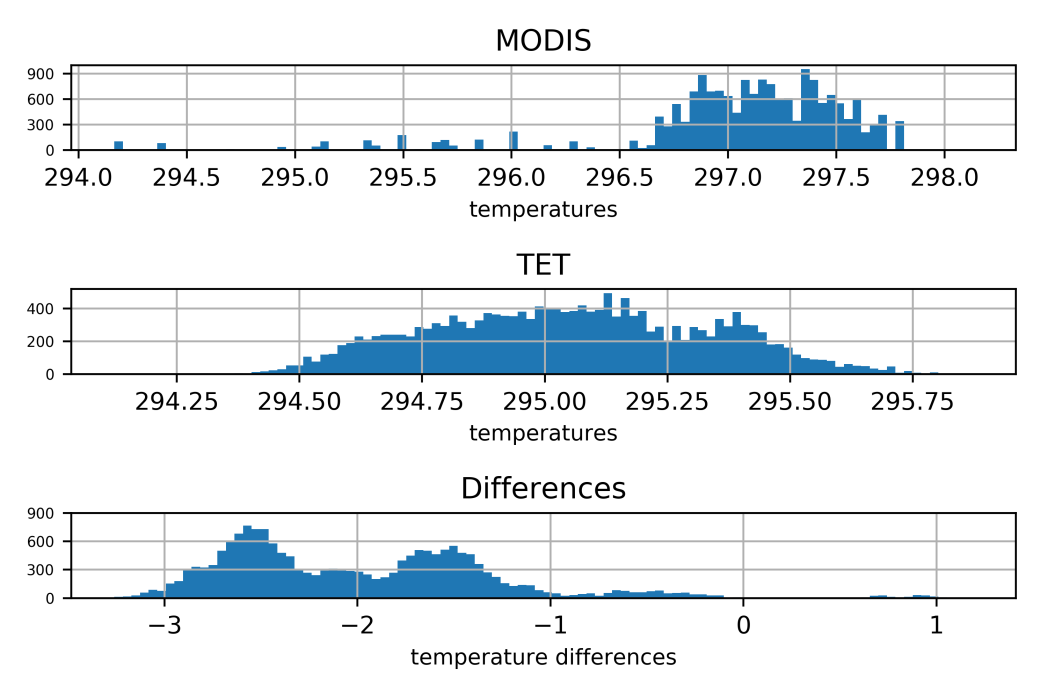 MODIS
900
600
300
0
294.0 294.5 295.0 295.5 296.0 296.5 297.0 297.5 298.0
temperatures
TET
400
200
0
294.25 294.50 294.75 295.00 295.25 295.50 295.75
temperatures
Differences
900
600
300
0
−3 −2 −1 0 1
temperature differences